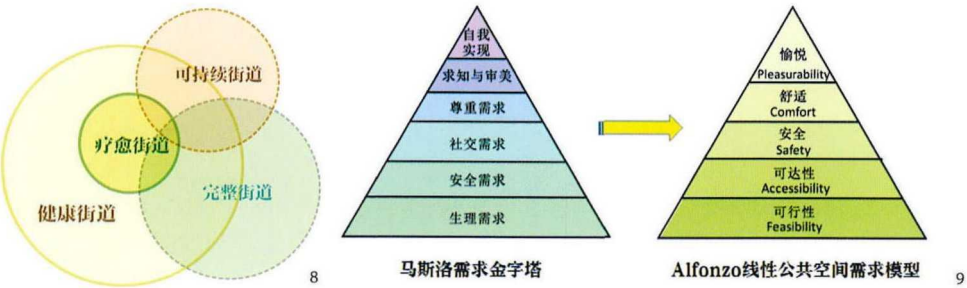 可持续街道
疗愈街道
完整街道
健康街道
8
自我
实现
求知与审美
尊重需求
社交需求
安全需求
生理需求
马斯洛需求金字塔
愉悦
Pleasurability
舒适
Comfort
安全
Safety
可达性
Accessibility
可行性
Feasibility
Alfonzo线性公共空间需求模型
9